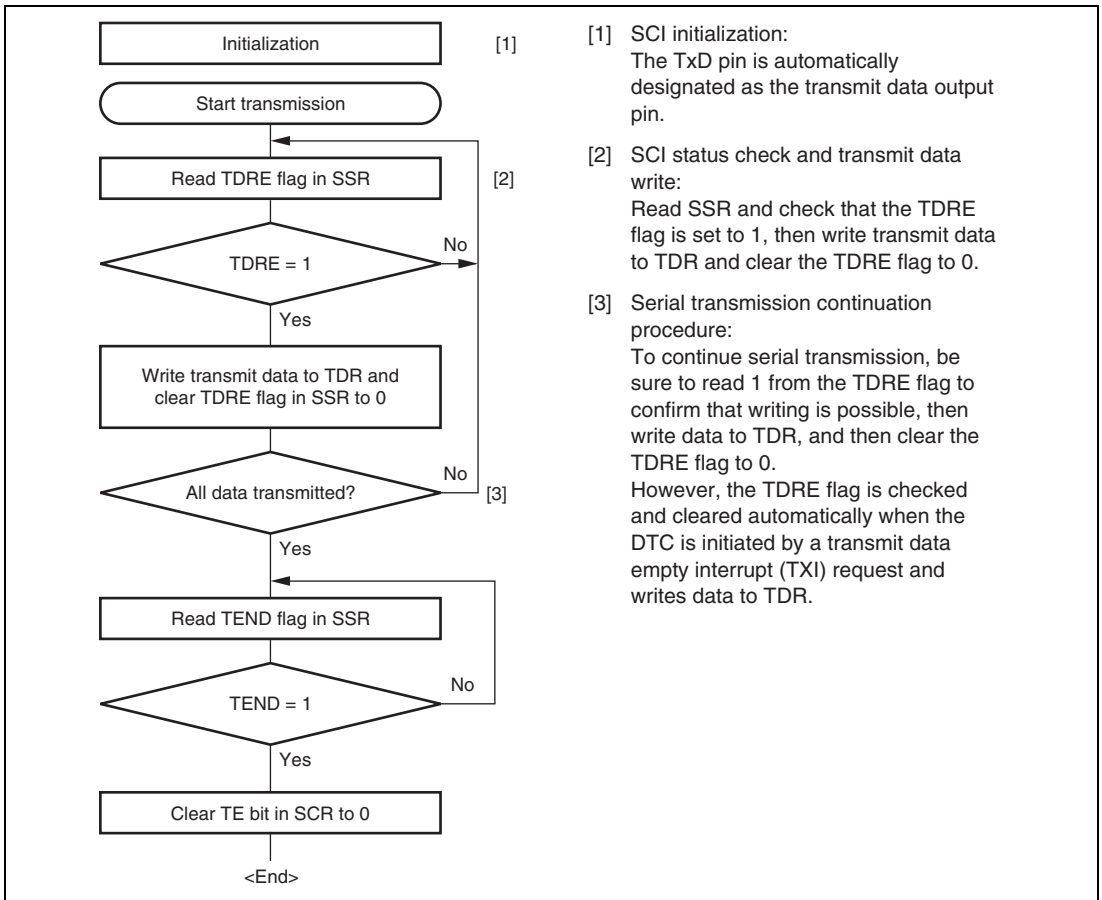 Initialization
[1]
Start transmission
Read TDRE flag in SSR
[2]
TDRE = 1
No
Yes
Write transmit data to TDR and
clear TDRE flag in SSR to 0
All data transmitted?
No
[3]
Yes
Read TEND flag in SSR
TEND = 1
No
Yes
Clear TE bit in SCR to 0
<End>
[1] SCI initialization:
The TxD pin is automatically
designated as the transmit data output
pin.
[2] SCI status check and transmit data
write:
Read SSR and check that the TDRE
flag is set to 1, then write transmit data
to TDR and clear the TDRE flag to 0.
[3] Serial transmission continuation
procedure:
To continue serial transmission, be
sure to read 1 from the TDRE flag to
confirm that writing is possible, then
write data to TDR, and then clear the
TDRE flag to 0.
However, the TDRE flag is checked
and cleared automatically when the
DTC is initiated by a transmit data
empty interrupt (TXI) request and
writes data to TDR.